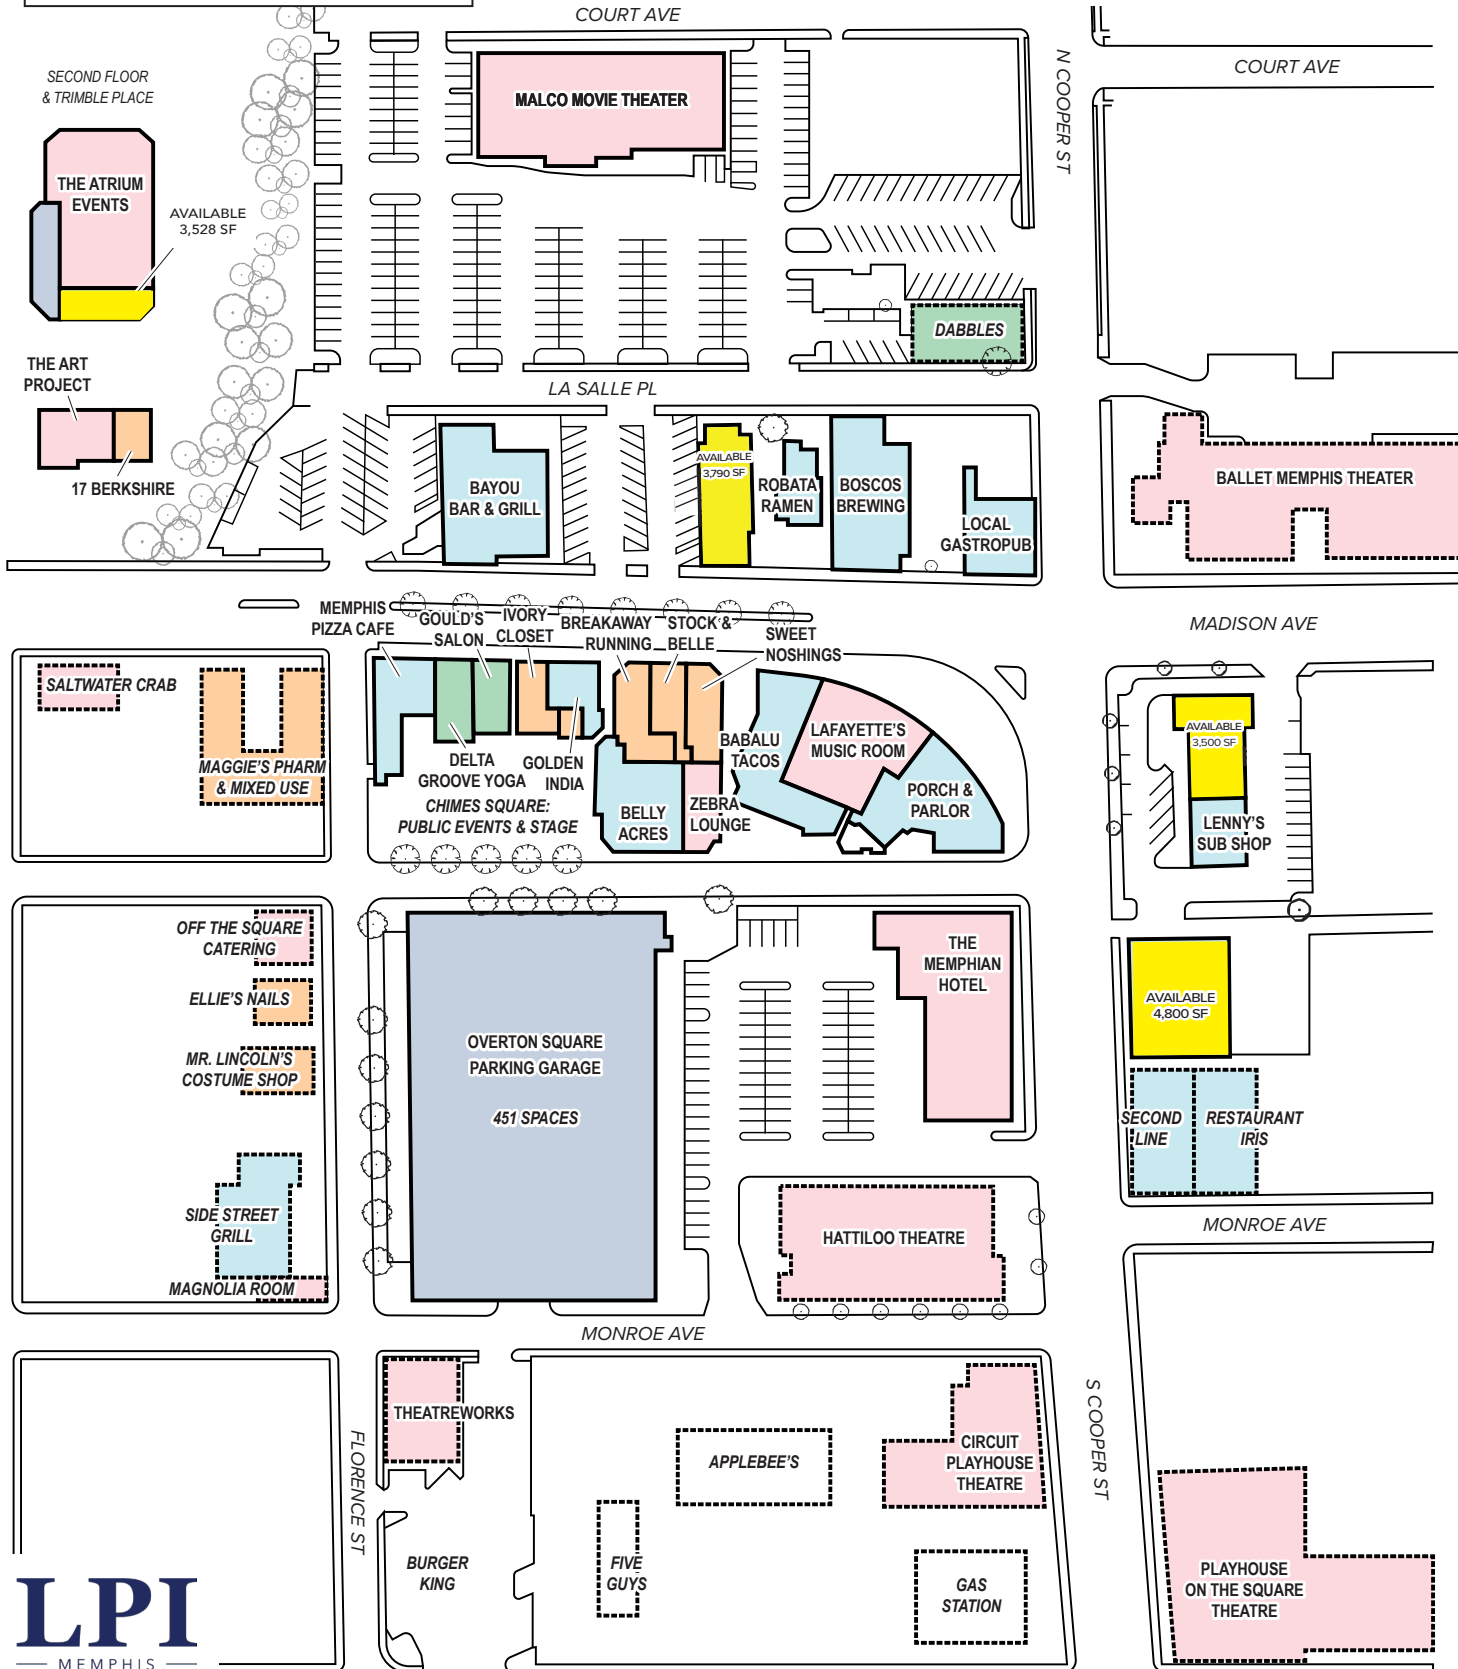 COURT AVE
COURT AVE
N COOPER ST
SECOND FLOOR
& TRIMBLE PLACE
MALCO MOVIE THEATER
THE ATRIUM
EVENTS
AVAILABLE
3,528 SF
DABBLES
THE ART
PROJECT
17 BERKSHIRE
LA SALLE PL
BAYOU
BAR & GRILL
AVAILABLE
3,790 SF
ROBATA
RAMEN
BOSCOS
BREWING
LOCAL
GASTROPUB
BALLET MEMPHIS THEATER
MADISON AVE
MEMPHIS
PIZZA CAFE
GOULD'S
SALON
IVORY
CLOSET
BREAKAWAY
RUNNING
STOCK &
BELLE
SWEET
NOSHINGS
SALTWATER CRAB
MAGGIE'S PHARM
& MIXED USE
DELTA
GROOVE YOGA
GOLDEN
INDIA
CHIMES SQUARE:
PUBLIC EVENTS & STAGE
BELLY
ACRES
ZEBRA
LOUNGE
BABALU
TACOS
LAFAYETTE'S
MUSIC ROOM
PORCH &
PARLOR
AVAILABLE
3,500 SF
LENNY'S
SUB SHOP
OFF THE SQUARE
CATERING
ELLIE'S NAILS
MR. LINCOLN'S
COSTUME SHOP
SIDE STREET
GRILL
MAGNOLIA ROOM
OVERTON SQUARE
PARKING GARAGE
451 SPACES
THE
MEMPHIAN
HOTEL
AVAILABLE
4,800 SF
SECOND
LINE
RESTAURANT
IRIS
HATTILOO THEATRE
MONROE AVE
MONROE AVE
FLORENCE ST
S COOPER ST
THEATREWORKS
APPLEBEE'S
CIRCUIT
PLAYHOUSE
THEATRE
BURGER
KING
FIVE
GUYS
GAS
STATION
PLAYHOUSE
ON THE SQUARE
THEATRE
LPI
MEMPHIS